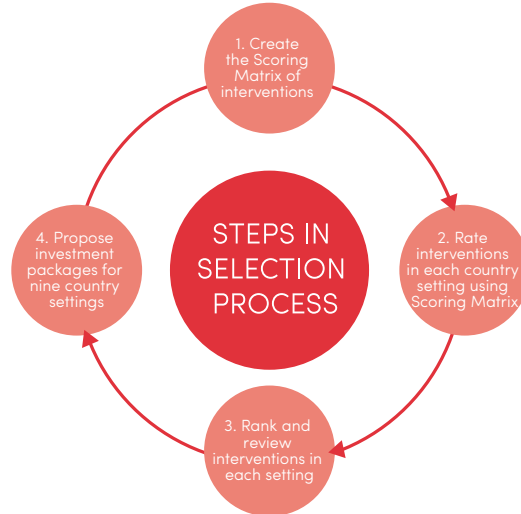 1. Create
the Scoring
Matrix of
interventions
STEPS IN
SELECTION
PROCESS
2. Rate
interventions
in each country
setting using
Scoring Matrix
3. Rank and
review
interventions in
each setting
4. Propose
investment
packages for
nine country
settings